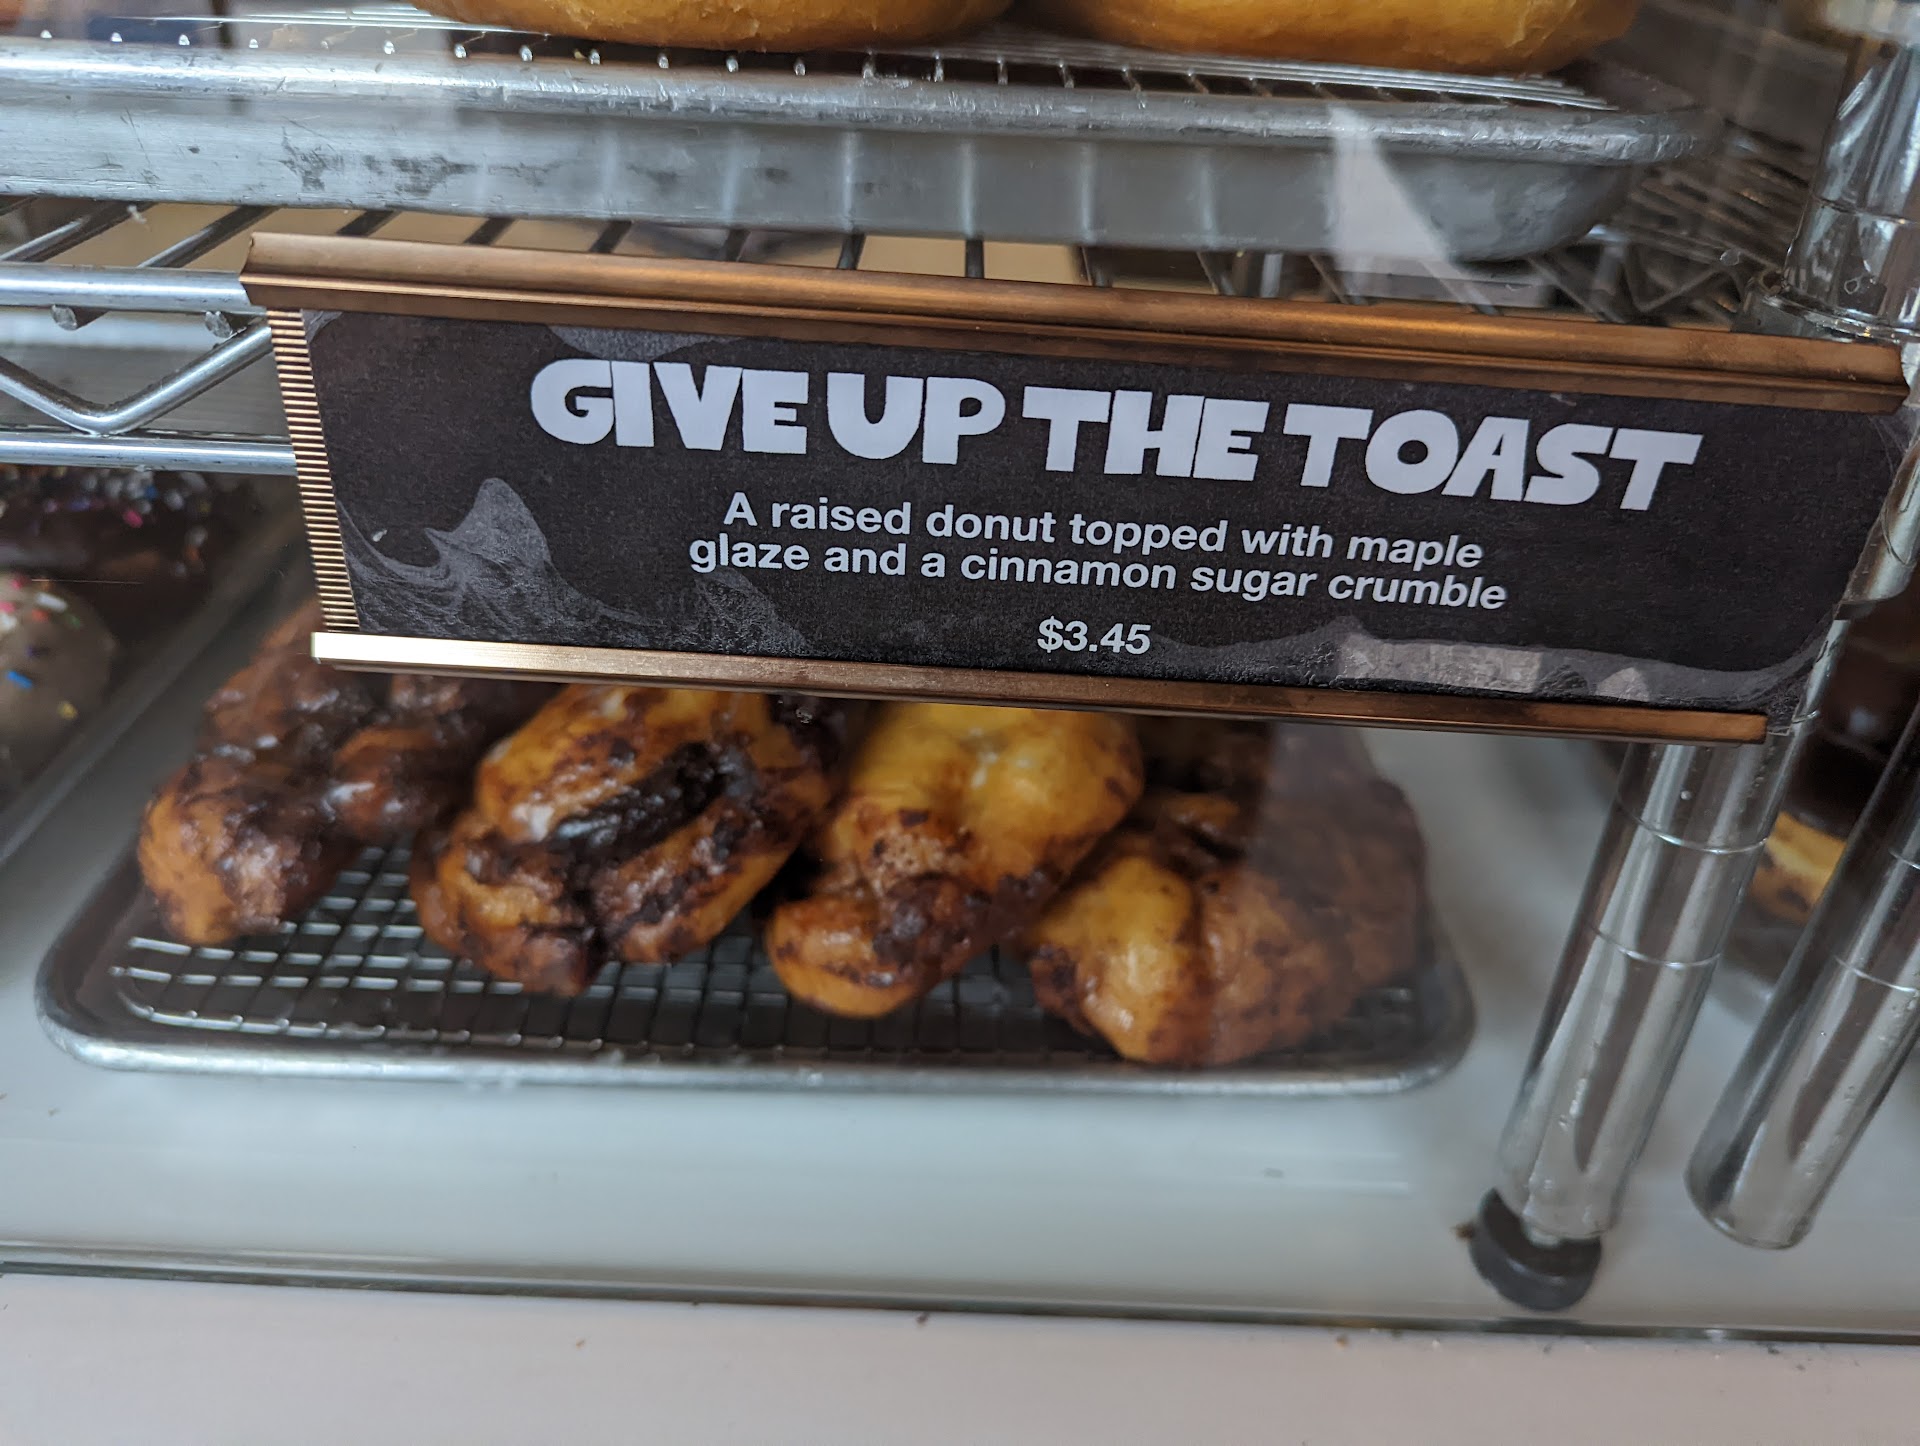 GIVE UP THE TOAST
A raised donut topped with maple
glaze and a cinnamon sugar crumble
$3.45